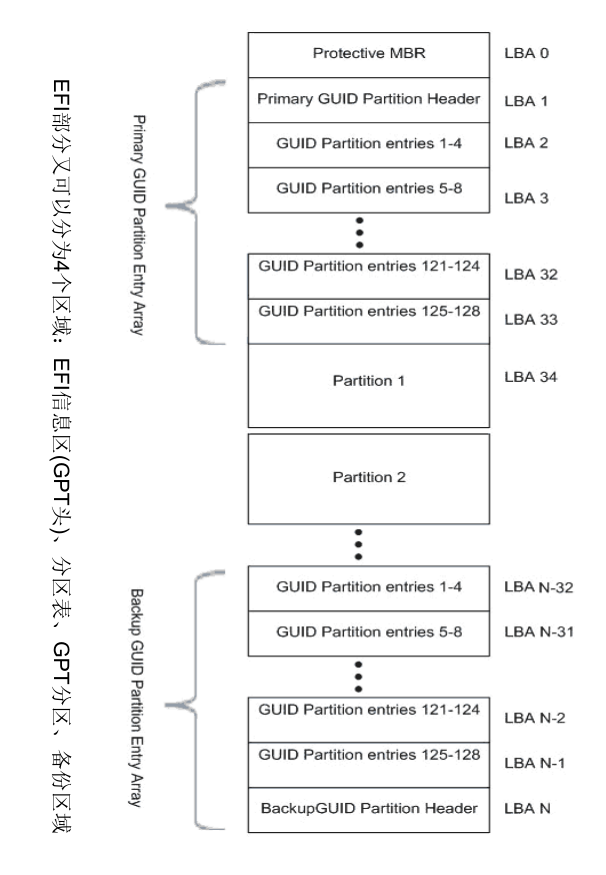 EFI部分又可以分为4个区域：EFI信息区(GPT头)、分区表、GPT分区、备份区域
Primary GUID Partition Entry Array
Protective MBR LBA 0
Primary GUID Partition Header LBA 1
GUID Partition entries 1-4 LBA 2
GUID Partition entries 5-8 LBA 3
GUID Partition entries 121-124 LBA 32
GUID Partition entries 125-128 LBA 33
Partition 1 LBA 34
Partition 2
Backup GUID Partition Entry Array
GUID Partition entries 1-4 LBA N-32
GUID Partition entries 5-8 LBA N-31
GUID Partition entries 121-124 LBA N-2
GUID Partition entries 125-128 LBA N-1
BackupGUID Partition Header LBA N